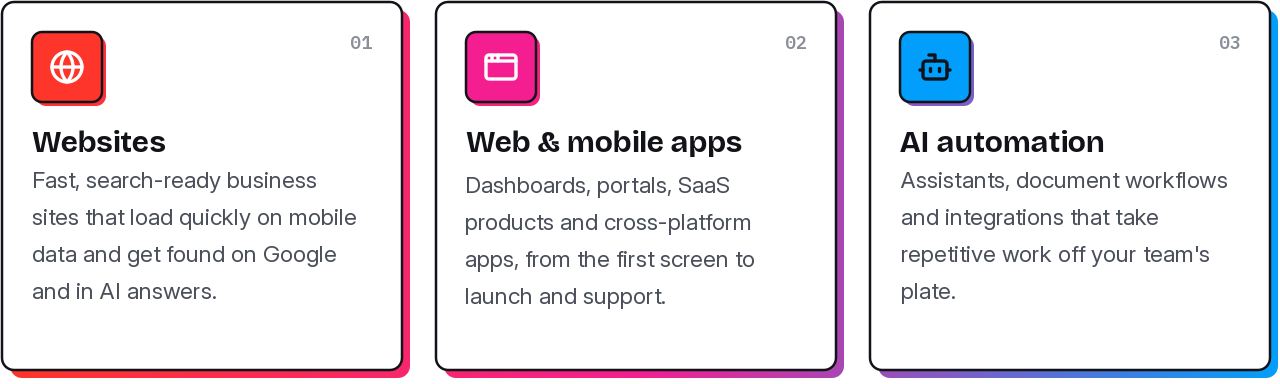 01
Websites
Fast, search-ready business
sites that load quickly on mobile
data and get found on Google
and in AI answers.
02
Web & mobile apps
Dashboards, portals, SaaS
products and cross-platform
apps, from the first screen to
launch and support.
03
AI automation
Assistants, document workflows
and integrations that take
repetitive work off your team's
plate.